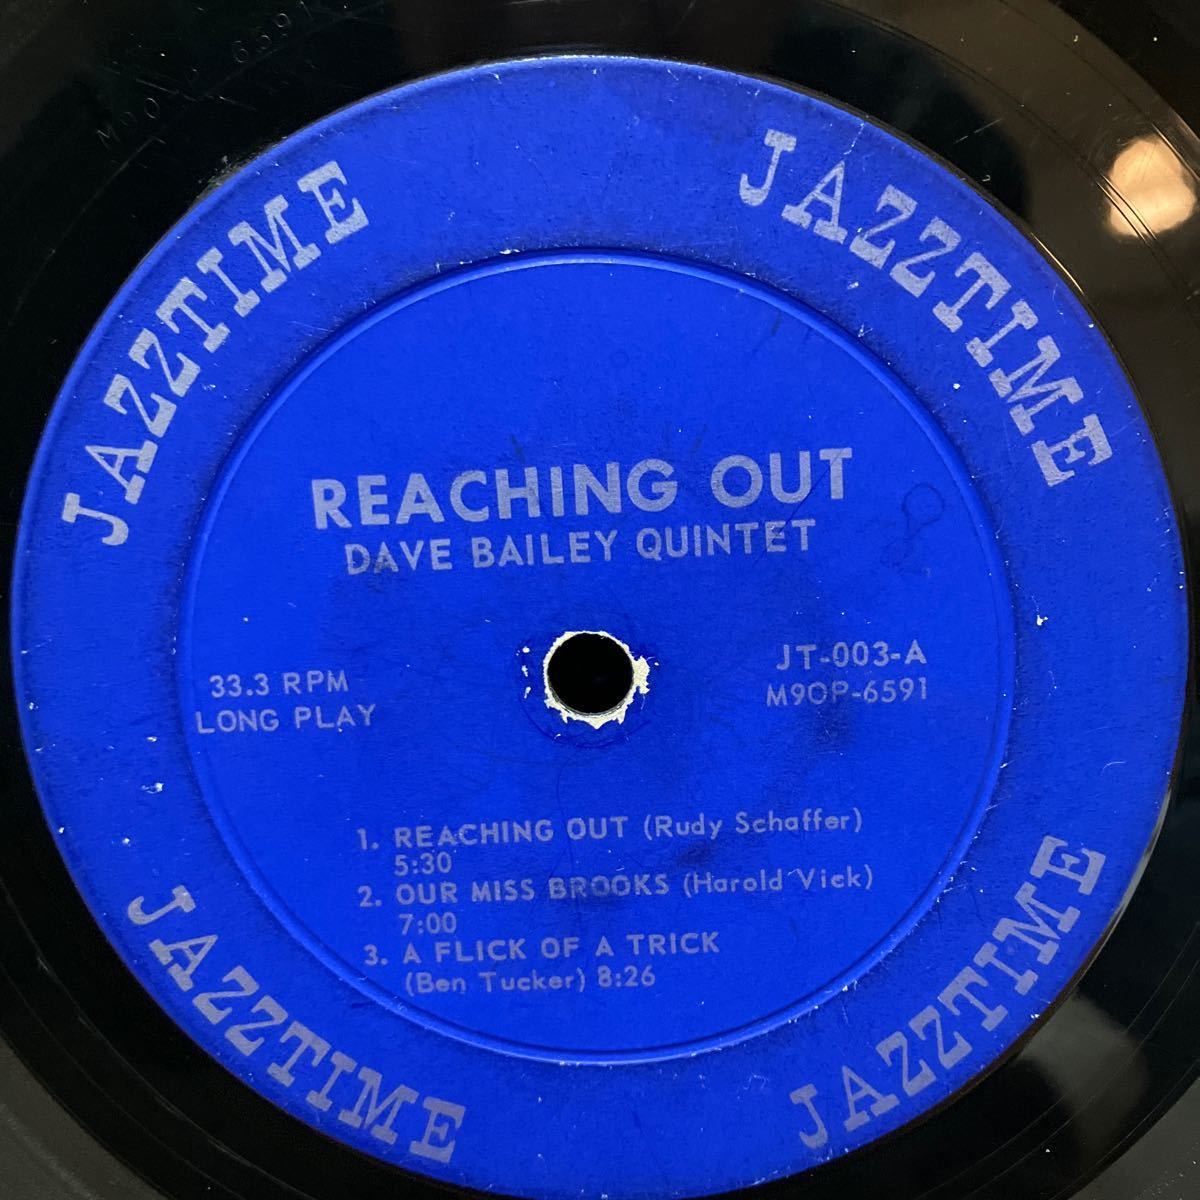 JAZZTIME
JAZZTIME
REACHING OUT
DAVE BAILEY QUINTET
33.3 RPM
LONG PLAY
JT-003-A
M9OP-6591
1. REACHING OUT (Rudy Schaffer)
5:30
2. OUR MISS BROOKS (Harold Vick)
7:00
3. A FLICK OF A TRICK
(Ben Tucker) 8:26
JAZZTIME
JAZZTIME